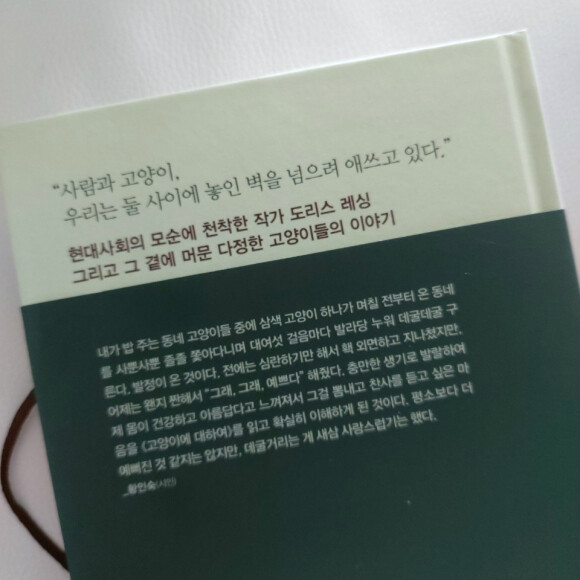 “사람과 고양이,
우리는 둘 사이에 놓인 벽을 넘으려 애쓰고 있다.”
현대사회의 모순에 천착한 작가 도리스 레싱
그리고 그 곁에 머문 다정한 고양이들의 이야기
내가 밥 주는 동네 고양이들 중에 삼색 고양이 하나가 며칠 전부터 온 동네
를 사뿐사뿐 졸졸 쫓아다니며 대여섯 걸음마다 발라당 누워 데굴데굴 구
른다. 발정이 온 것이다. 전에는 심란하기만 해서 홱 외면하고 지나쳤지만,
어제는 왠지 짠해서 “그래, 그래, 예쁘다” 해줬다. 충만한 생기로 발랄하여
제 몸이 건강하고 아름답다고 느껴져서 그걸 뽐내고 찬사를 듣고 싶은 마
음을 《고양이에 대하여》를 읽고 확실히 이해하게 된 것이다. 평소보다 더
예뻐진 것 같지는 않지만, 데굴거리는 게 새삼 사랑스럽기는 했다.
_황인숙(시인)